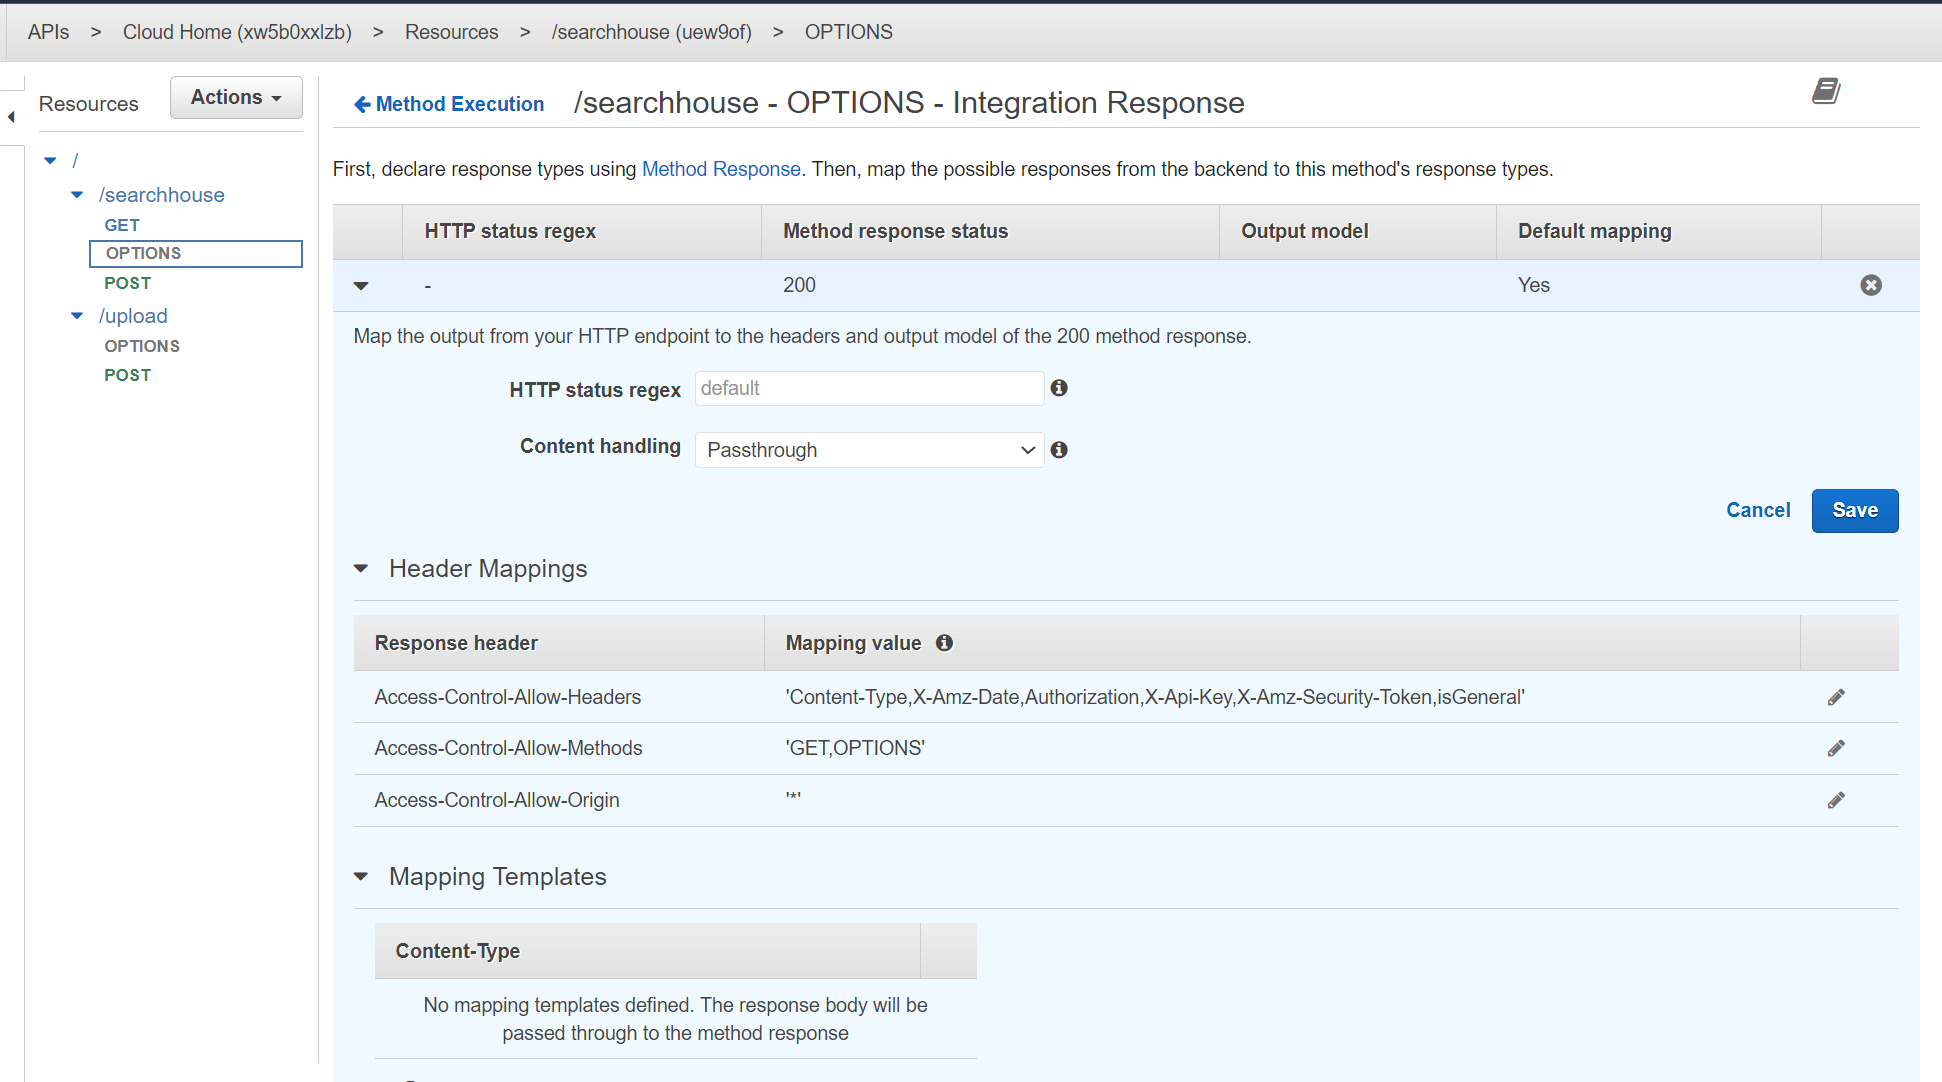 APIs > Cloud Home (xw5b0xxlzb) > Resources > /searchhouse (uew9of) > OPTIONS
Resources
Actions
/
/searchhouse
GET
OPTIONS
POST
/upload
OPTIONS
POST
Method Execution /searchhouse - OPTIONS - Integration Response
First, declare response types using Method Response. Then, map the possible responses from the backend to this method's response types.
HTTP status regex Method response status Output model Default mapping
- 200 Yes
Map the output from your HTTP endpoint to the headers and output model of the 200 method response.
HTTP status regex default
Content handling Passthrough
Cancel Save
Header Mappings
Response header Mapping value
Access-Control-Allow-Headers 'Content-Type,X-Amz-Date,Authorization,X-Api-Key,X-Amz-Security-Token,isGeneral'
Access-Control-Allow-Methods 'GET,OPTIONS'
Access-Control-Allow-Origin '*'
Mapping Templates
Content-Type
No mapping templates defined. The response body will be
passed through to the method response